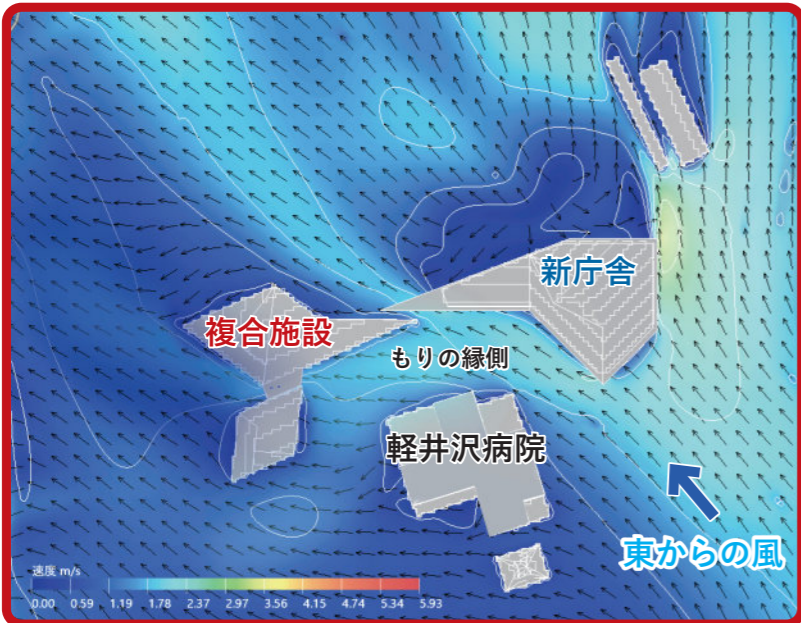 新庁舎
複合施設
もりの縁側
軽井沢病院
東からの風
速度 m/s
0.00 0.59 1.19 1.78 2.37 2.97 3.56 4.15 4.74 5.34 5.93